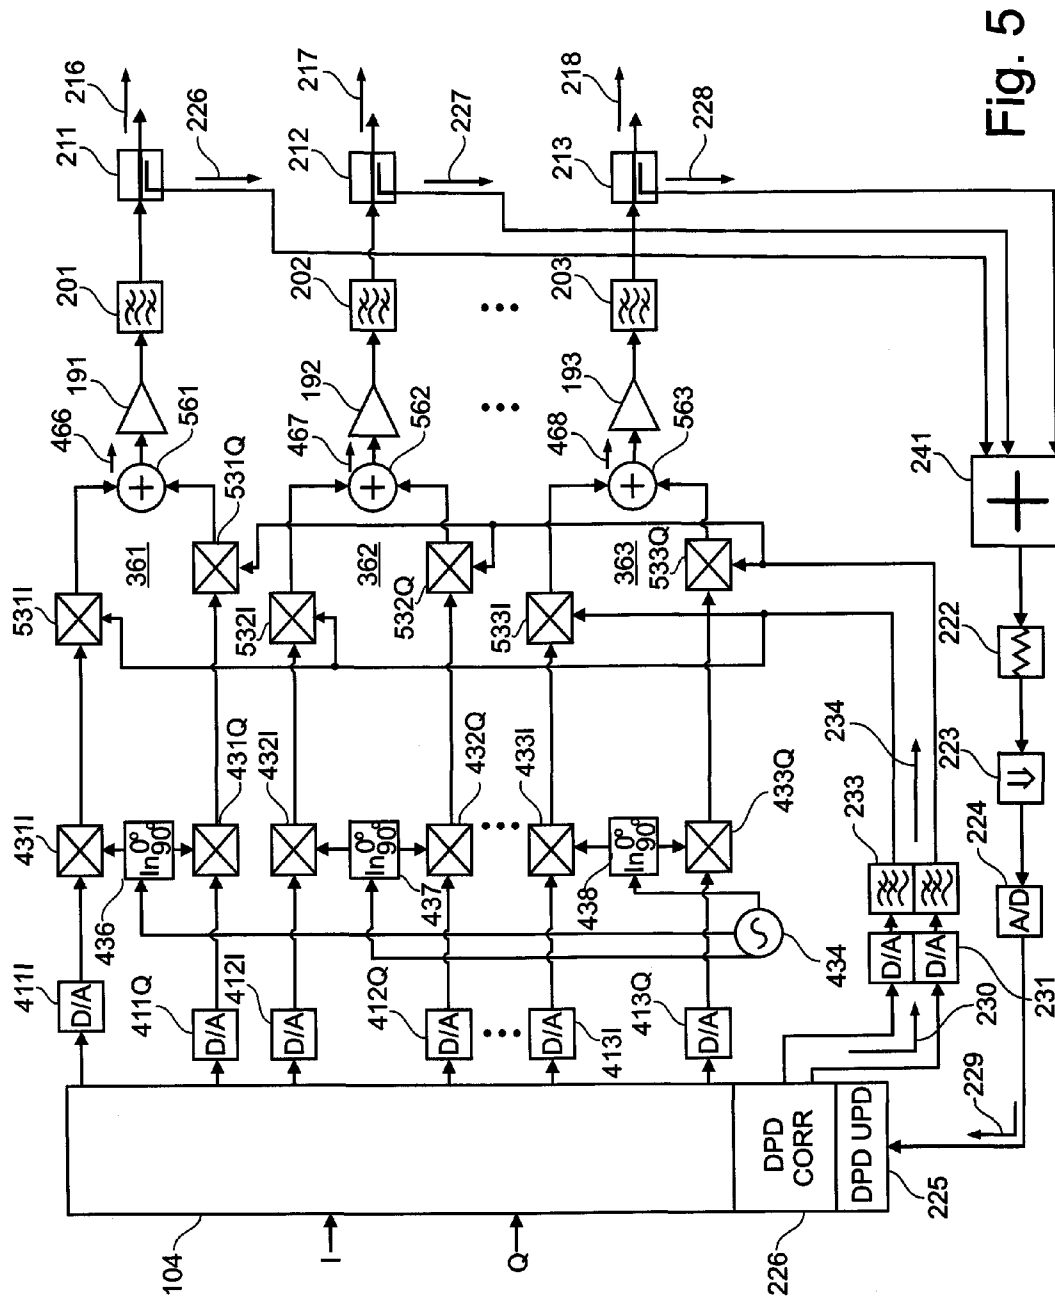 216
211
226
217
212
227
218
213
228
Fig. 5
201
202
203
191
466
561
192
467
562
193
468
563
241
531I
361
531Q
532I
362
532Q
533I
363
533Q
222
431I
436
In 0° 90°
431Q
432I
In 0° 90°
437
432Q
433I
438
In 0° 90°
433Q
434
233
234
223
224
A/D
411I
D/A
411Q
D/A
412I
D/A
412Q
D/A
413I
D/A
413Q
D/A
D/A
D/A
231
230
229
104
I
Q
DPD CORR
226
DPD UPD
225